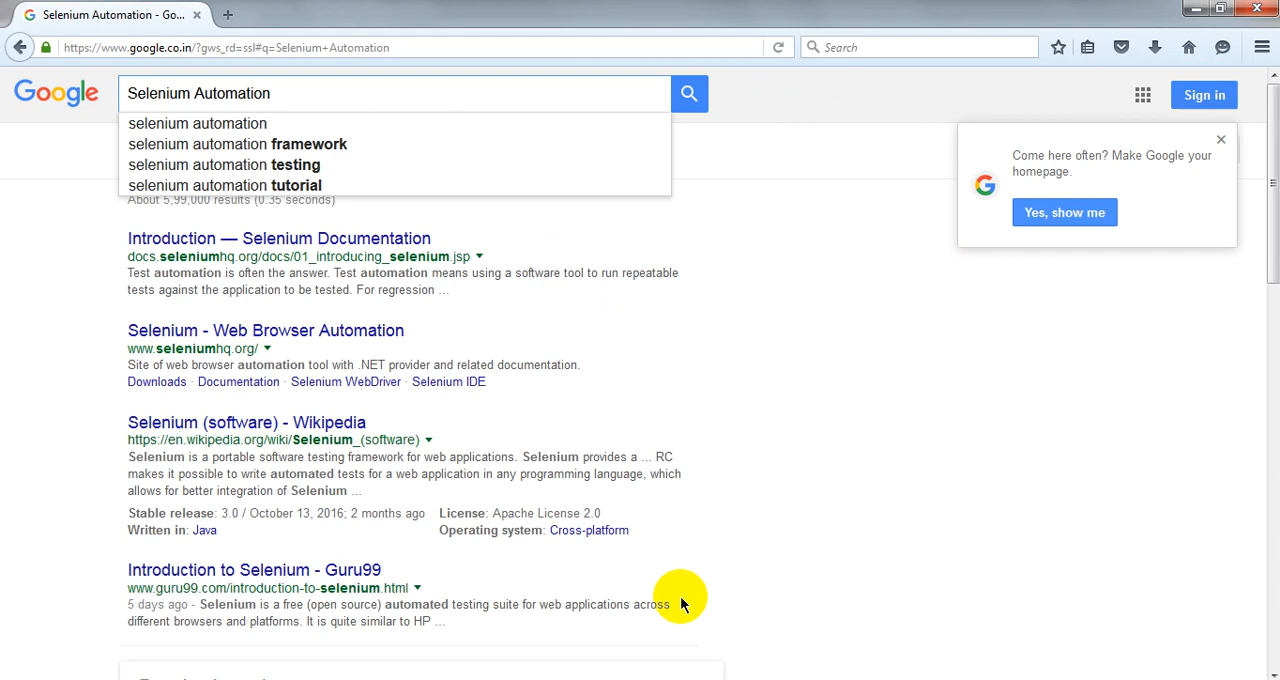 Selenium Automation - Go...
https://www.google.co.in/?gws_rd=ssl#q=Selenium+Automation
Search
Google
Selenium Automation
Sign in
selenium automation
selenium automation framework
selenium automation testing
selenium automation tutorial
Come here often? Make Google your
homepage.
Yes, show me
About 5,99,000 results (0.35 seconds)
Introduction — Selenium Documentation
docs.seleniumhq.org/docs/01_introducing_selenium.jsp
Test automation is often the answer. Test automation means using a software tool to run repeatable
tests against the application to be tested. For regression ...
Selenium - Web Browser Automation
www.seleniumhq.org/
Site of web browser automation tool with .NET provider and related documentation.
Downloads · Documentation · Selenium WebDriver · Selenium IDE
Selenium (software) - Wikipedia
https://en.wikipedia.org/wiki/Selenium_(software)
Selenium is a portable software testing framework for web applications. Selenium provides a ... RC
makes it possible to write automated tests for a web application in any programming language, which
allows for better integration of Selenium ...
Stable release: 3.0 / October 13, 2016; 2 months ago License: Apache License 2.0
Written in: Java Operating system: Cross-platform
Introduction to Selenium - Guru99
www.guru99.com/introduction-to-selenium.html
5 days ago - Selenium is a free (open source) automated testing suite for web applications across
different browsers and platforms. It is quite similar to HP ...